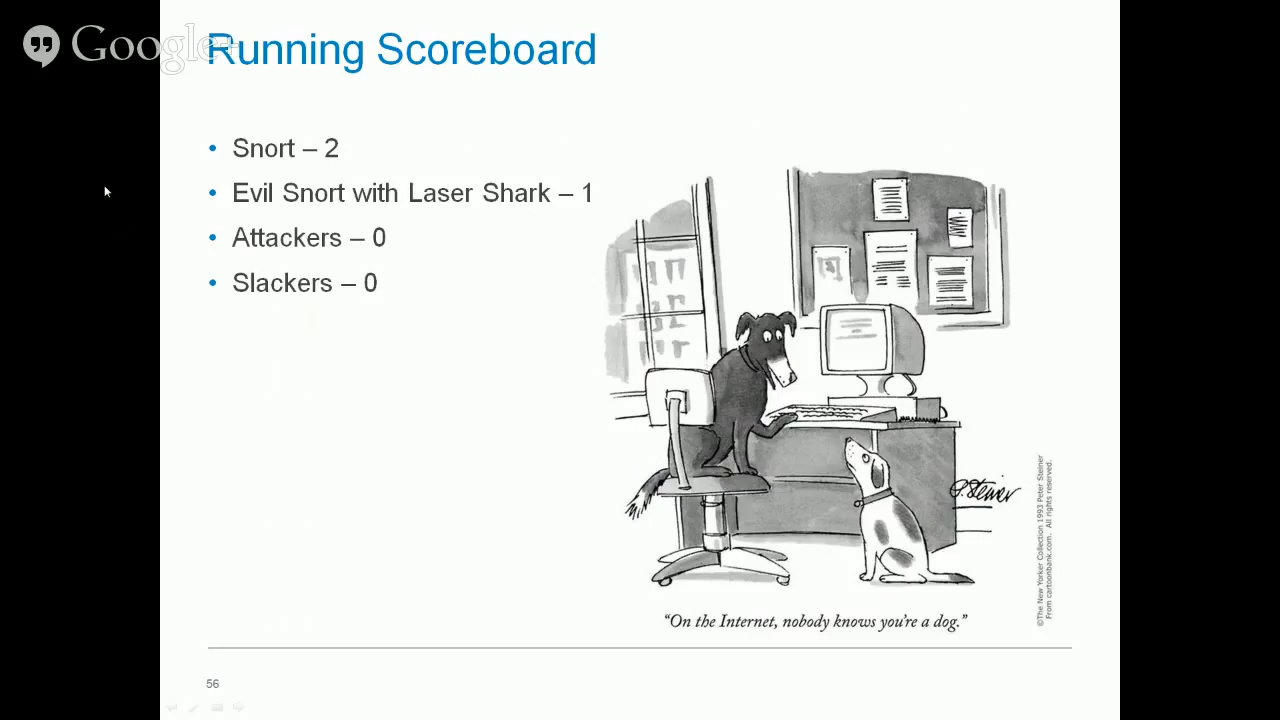 Google+
Running Scoreboard
• Snort – 2
• Evil Snort with Laser Shark – 1
• Attackers – 0
• Slackers – 0
P. Steiner
©The New Yorker Collection 1993 Peter Steiner
From cartoonbank.com. All rights reserved.
“On the Internet, nobody knows you’re a dog.”
56